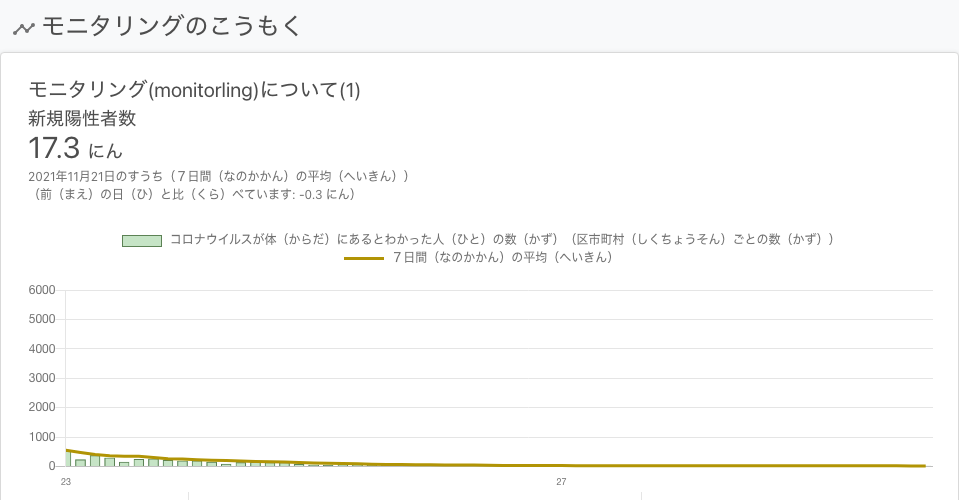 モニタリングのこうもく
モニタリング(monitorling)について(1)
新規陽性者数
17.3 にん
2021年11月21日のすうち（７日間（なのかかん）の平均（へいきん））
（前（まえ）の日（ひ）と比（くら）べています: -0.3 にん）
コロナウイルスが体（からだ）にあるとわかった人（ひと）の数（かず）（区市町村（しくちょうそん）ごとの数（かず））
７日間（なのかかん）の平均（へいきん）
6000
5000
4000
3000
2000
1000
0
23 27